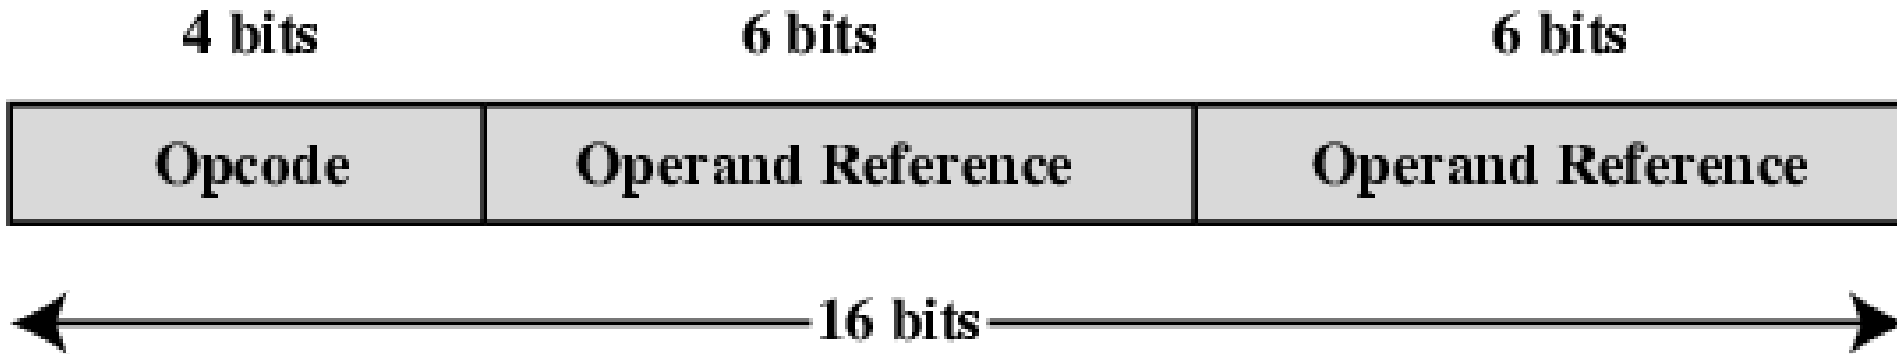 4 bits 6 bits 6 bits
Opcode Operand Reference Operand Reference
16 bits